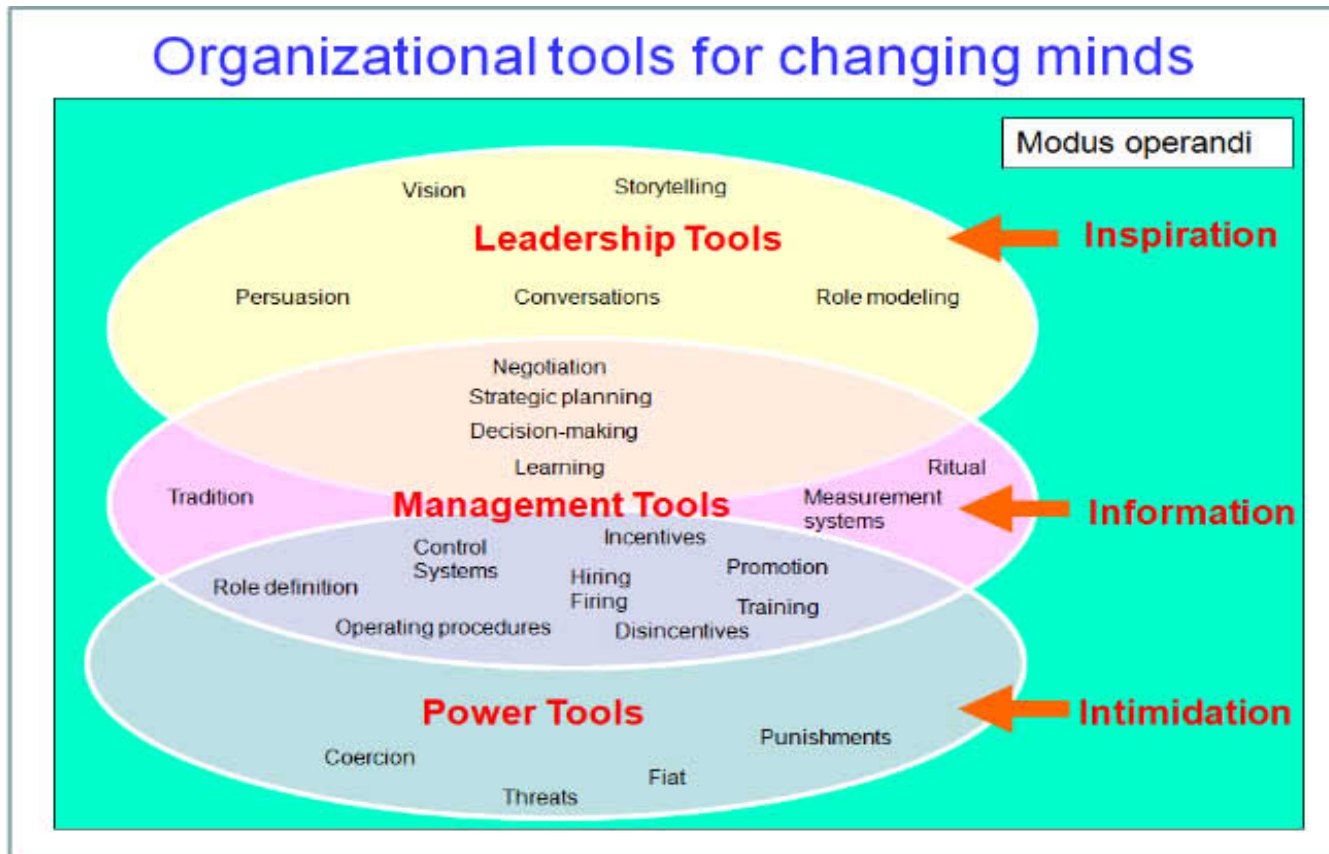 Organizational tools for changing minds
Modus operandi
Vision
Storytelling
Leadership Tools
Inspiration
Persuasion
Conversations
Role modeling
Negotiation
Strategic planning
Decision-making
Learning
Ritual
Tradition
Management Tools
Measurement
systems
Information
Incentives
Control
Systems
Hiring
Firing
Promotion
Role definition
Training
Operating procedures
Disincentives
Power Tools
Intimidation
Punishments
Coercion
Fiat
Threats